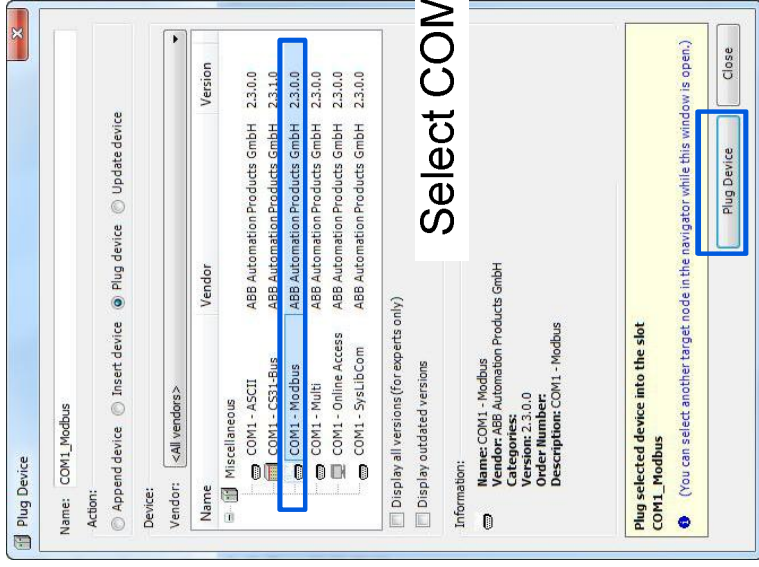 Plug Device
Name: COM1_Modbus
Action:
Append device Insert device Plug device Update device
Device:
Vendor: <All vendors>
Name Vendor Version
Miscellaneous
COM1 - ASCII ABB Automation Products GmbH 2.3.0.0
COM1 - CS31-Bus ABB Automation Products GmbH 2.3.1.0
COM1 - Modbus ABB Automation Products GmbH 2.3.0.0
COM1 - Multi ABB Automation Products GmbH 2.3.0.0
COM1 - Online Access ABB Automation Products GmbH 2.3.0.0
COM1 - SysLibCom ABB Automation Products GmbH 2.3.0.0
Display all versions (for experts only)
Display outdated versions
Select COM
Information:
Name: COM1 - Modbus
Vendor: ABB Automation Products GmbH
Categories:
Version: 2.3.0.0
Order Number:
Description: COM1 - Modbus
Plug selected device into the slot
COM1_Modbus
(You can select another target node in the navigator while this window is open.)
Plug Device Close